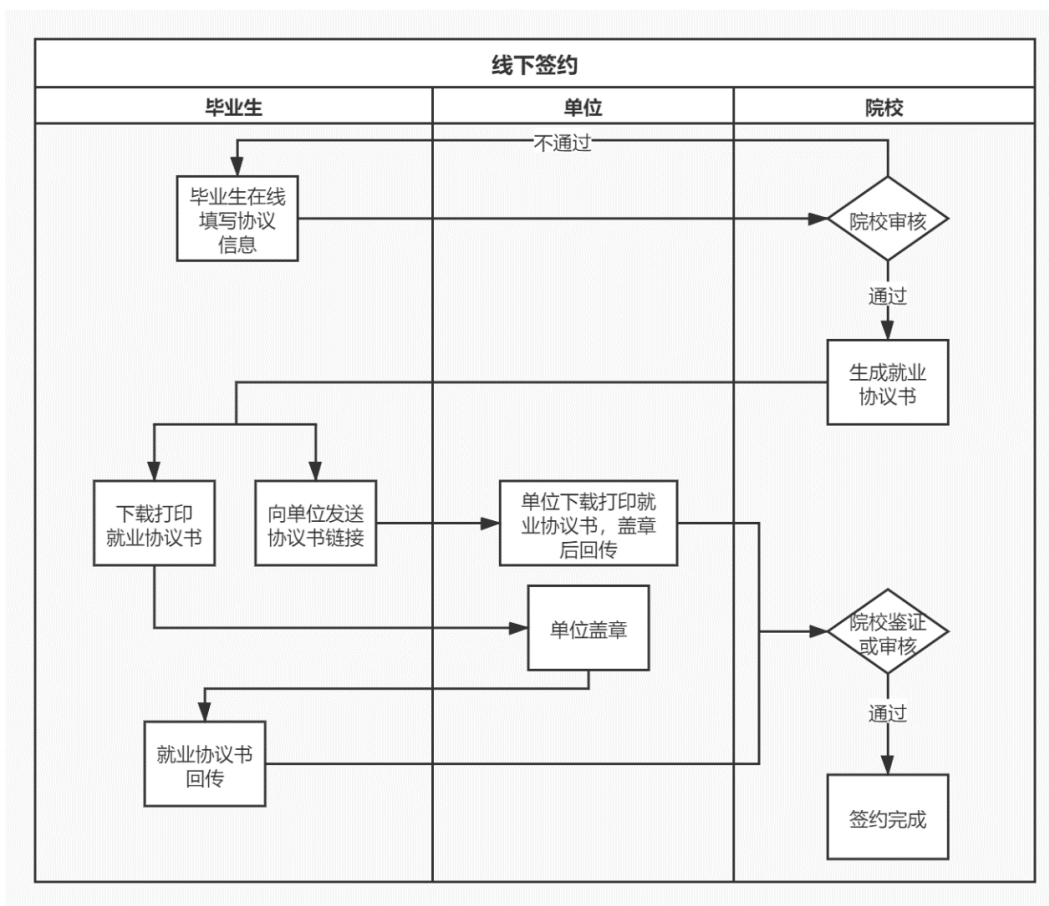 线下签约
毕业生
单位
院校
不通过
毕业生在线
填写协议
信息
院校审核
通过
生成就业
协议书
下载打印
就业协议书
向单位发送
协议书链接
单位下载打印就
业协议书，盖章
后回传
单位盖章
院校鉴证
或审核
通过
就业协议书
回传
签约完成